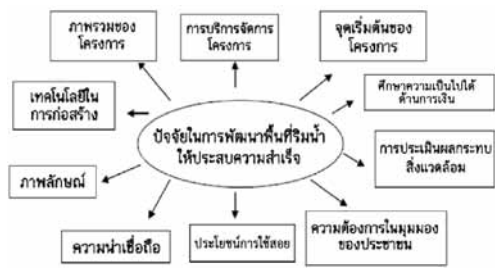 ภาพรวมของ
โครงการ
การบริการจัดการ
โครงการ
จุดเริ่มต้นของ
โครงการ
เทคโนโลยีใน
การก่อสร้าง
ศึกษาความเป็นไปได้
ด้านการเงิน
ปัจจัยในการพัฒนาพื้นที่ริมน้ำ
ให้ประสบความสำเร็จ
การประเมินผลกระทบ
สิ่งแวดล้อม
ภาพลักษณ์
ความน่าเชื่อถือ
ประโยชน์การใช้สอย
ความต้องการในมุมมอง
ของประชาชน